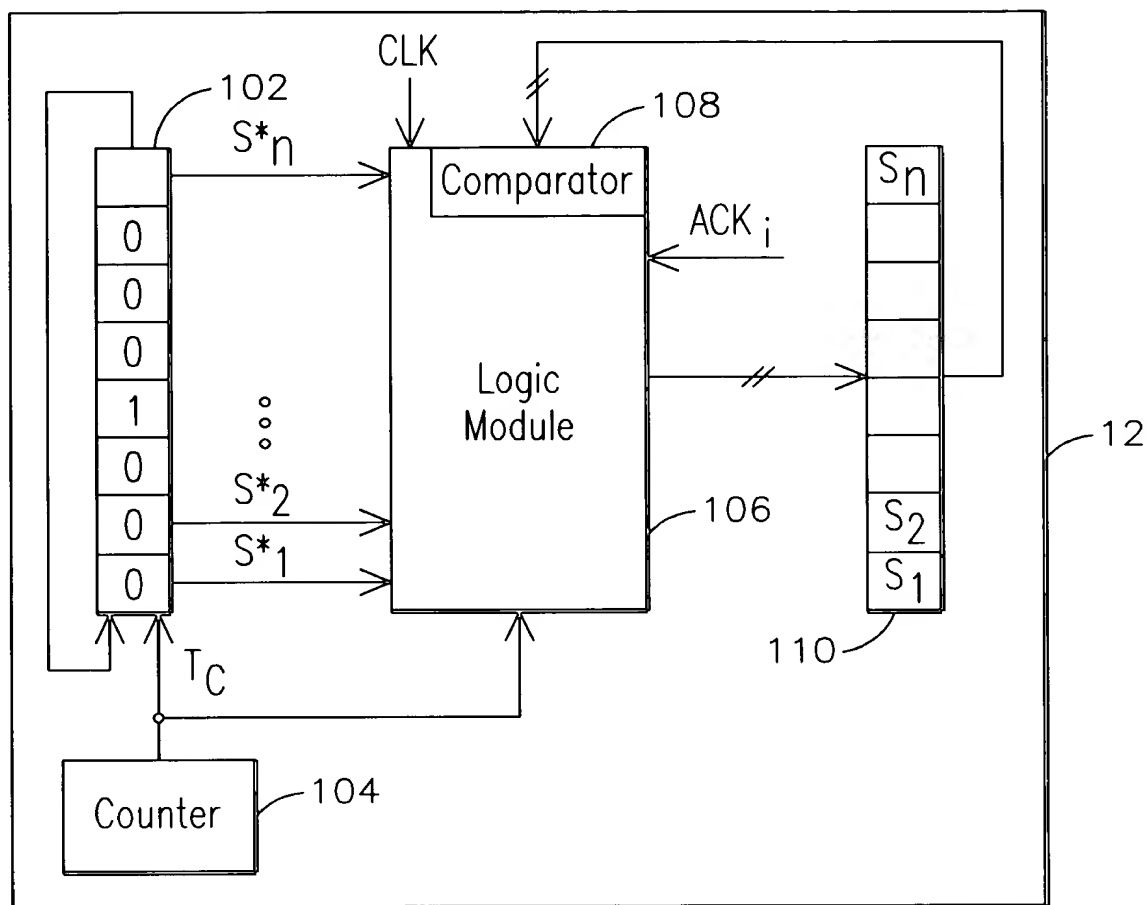 12
CLK
102
108
S*n
Comparator
Sn
0
ACK i
0
0
Logic
Module
1
0
S*2
0
106
S2
S*1
0
S1
110
TC
Counter
104